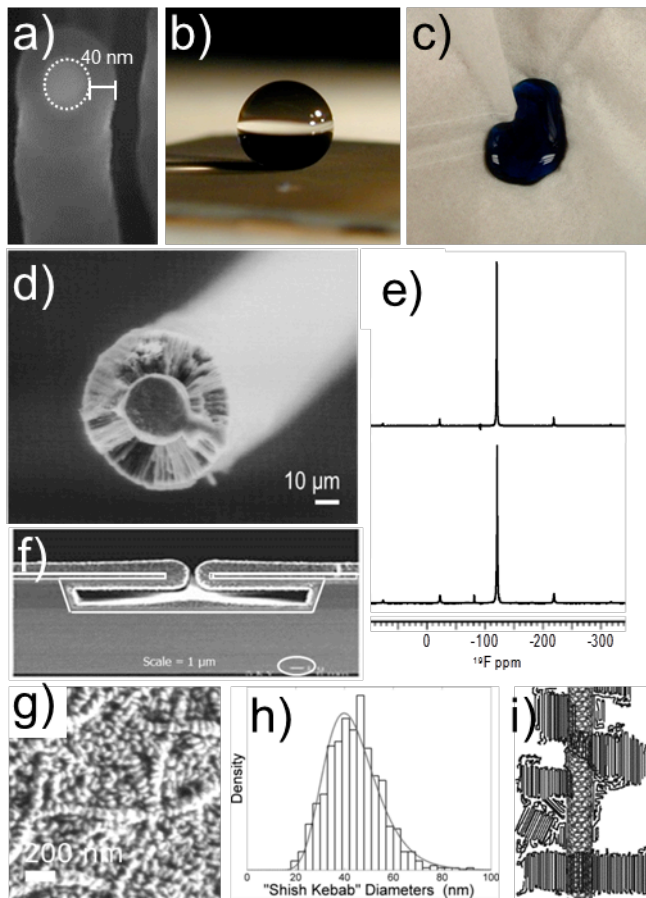 a)
40 nm
b)
c)
d)
10 µm
e)
0 -100 -200 -300
¹⁹F ppm
f)
Scale = 1 µm
g)
200 nm
h)
Density
0 20 40 60 80 100
"Shish Kebab" Diameters (nm)
i)